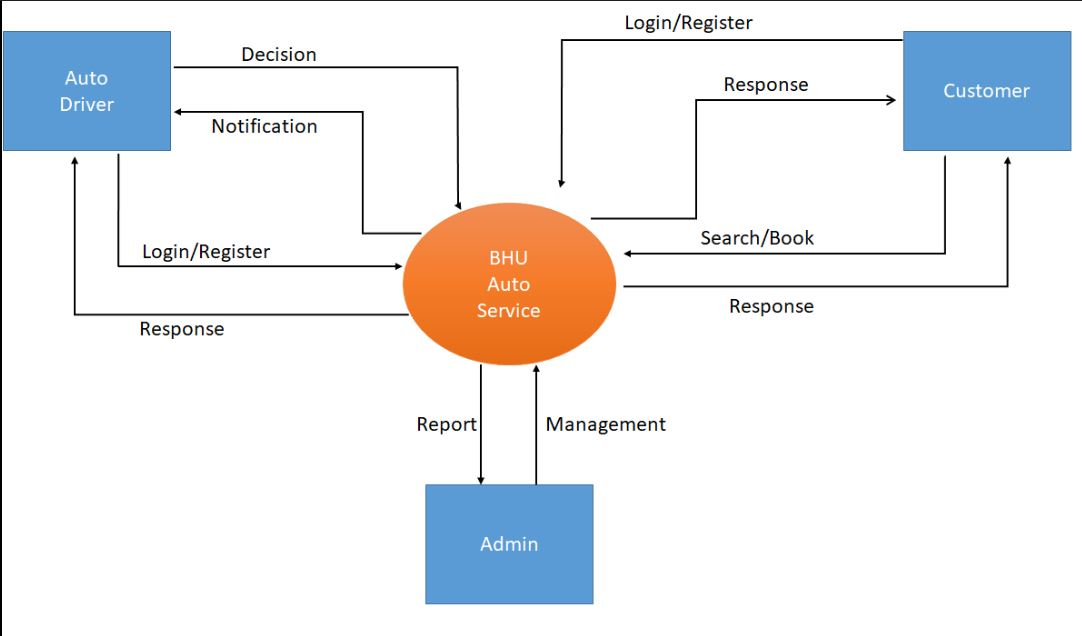 Login/Register
Decision
Auto
Driver
Response
Customer
Notification
Search/Book
Login/Register
BHU
Auto
Service
Response
Response
Report
Management
Admin